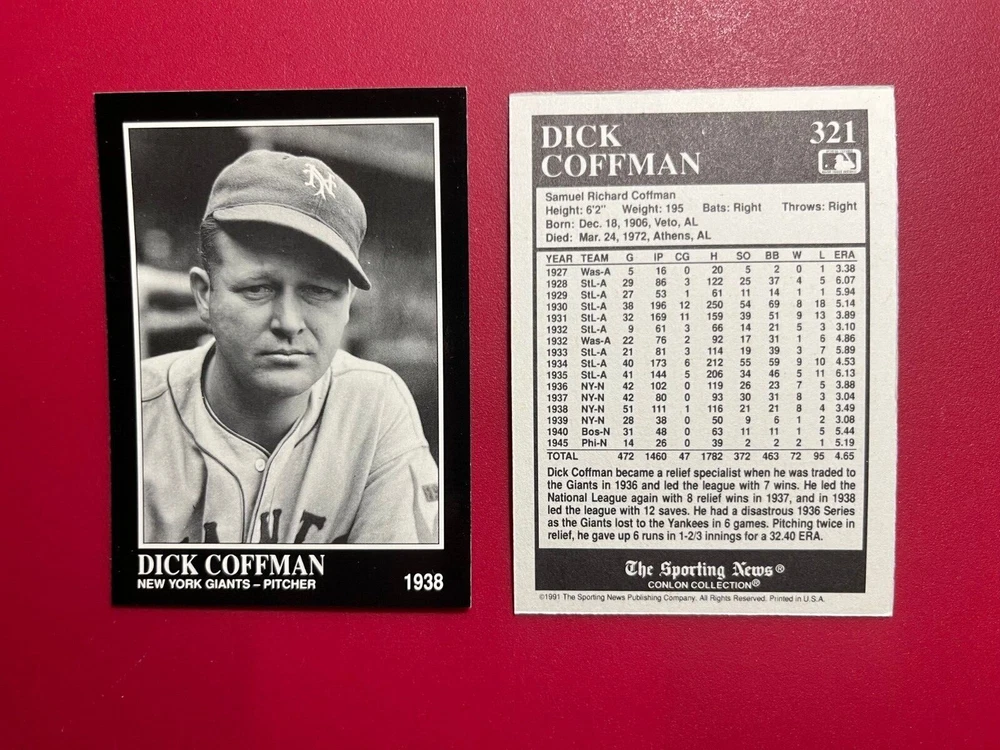 NY
GIANT
DICK COFFMAN
NEW YORK GIANTS – PITCHER
1938
DICK
COFFMAN
321
Samuel Richard Coffman
Height: 6'2" Weight: 195 Bats: Right Throws: Right
Born: Dec. 18, 1906, Veto, AL
Died: Mar. 24, 1972, Athens, AL
YEAR TEAM G IP CG H SO BB W L ERA
1927 Was-A 5 16 0 20 5 2 0 1 3.38
1928 StL-A 29 86 3 122 25 37 4 5 6.07
1929 StL-A 27 53 1 61 11 14 1 1 5.94
1930 StL-A 38 196 12 250 54 69 8 18 5.14
1931 StL-A 32 169 11 159 39 51 9 13 3.89
1932 StL-A 9 61 3 66 14 21 5 3 3.10
1932 Was-A 22 76 2 92 17 31 1 6 4.86
1933 StL-A 21 81 3 114 19 39 3 7 5.89
1934 StL-A 40 173 6 212 55 59 9 10 4.53
1935 StL-A 41 144 5 206 34 46 5 11 6.13
1936 NY-N 42 102 0 119 26 23 7 5 3.88
1937 NY-N 42 80 0 93 30 31 8 3 3.04
1938 NY-N 51 111 1 116 21 21 8 4 3.49
1939 NY-N 28 38 0 50 9 6 1 2 3.08
1940 Bos-N 31 48 0 63 11 11 1 5 5.44
1945 Phi-N 14 26 0 39 2 2 2 1 5.19
TOTAL 472 1460 47 1782 372 463 72 95 4.65
Dick Coffman became a relief specialist when he was traded to
the Giants in 1936 and led the league with 7 wins. He led the
National League again with 8 relief wins in 1937, and in 1938
led the league with 12 saves. He had a disastrous 1936 Series
as the Giants lost to the Yankees in 6 games. Pitching twice in
relief, he gave up 6 runs in 1-2/3 innings for a 32.40 ERA.
The Sporting News®
CONLON COLLECTION®
©1991 The Sporting News Publishing Company. All Rights Reserved. Printed in U.S.A.